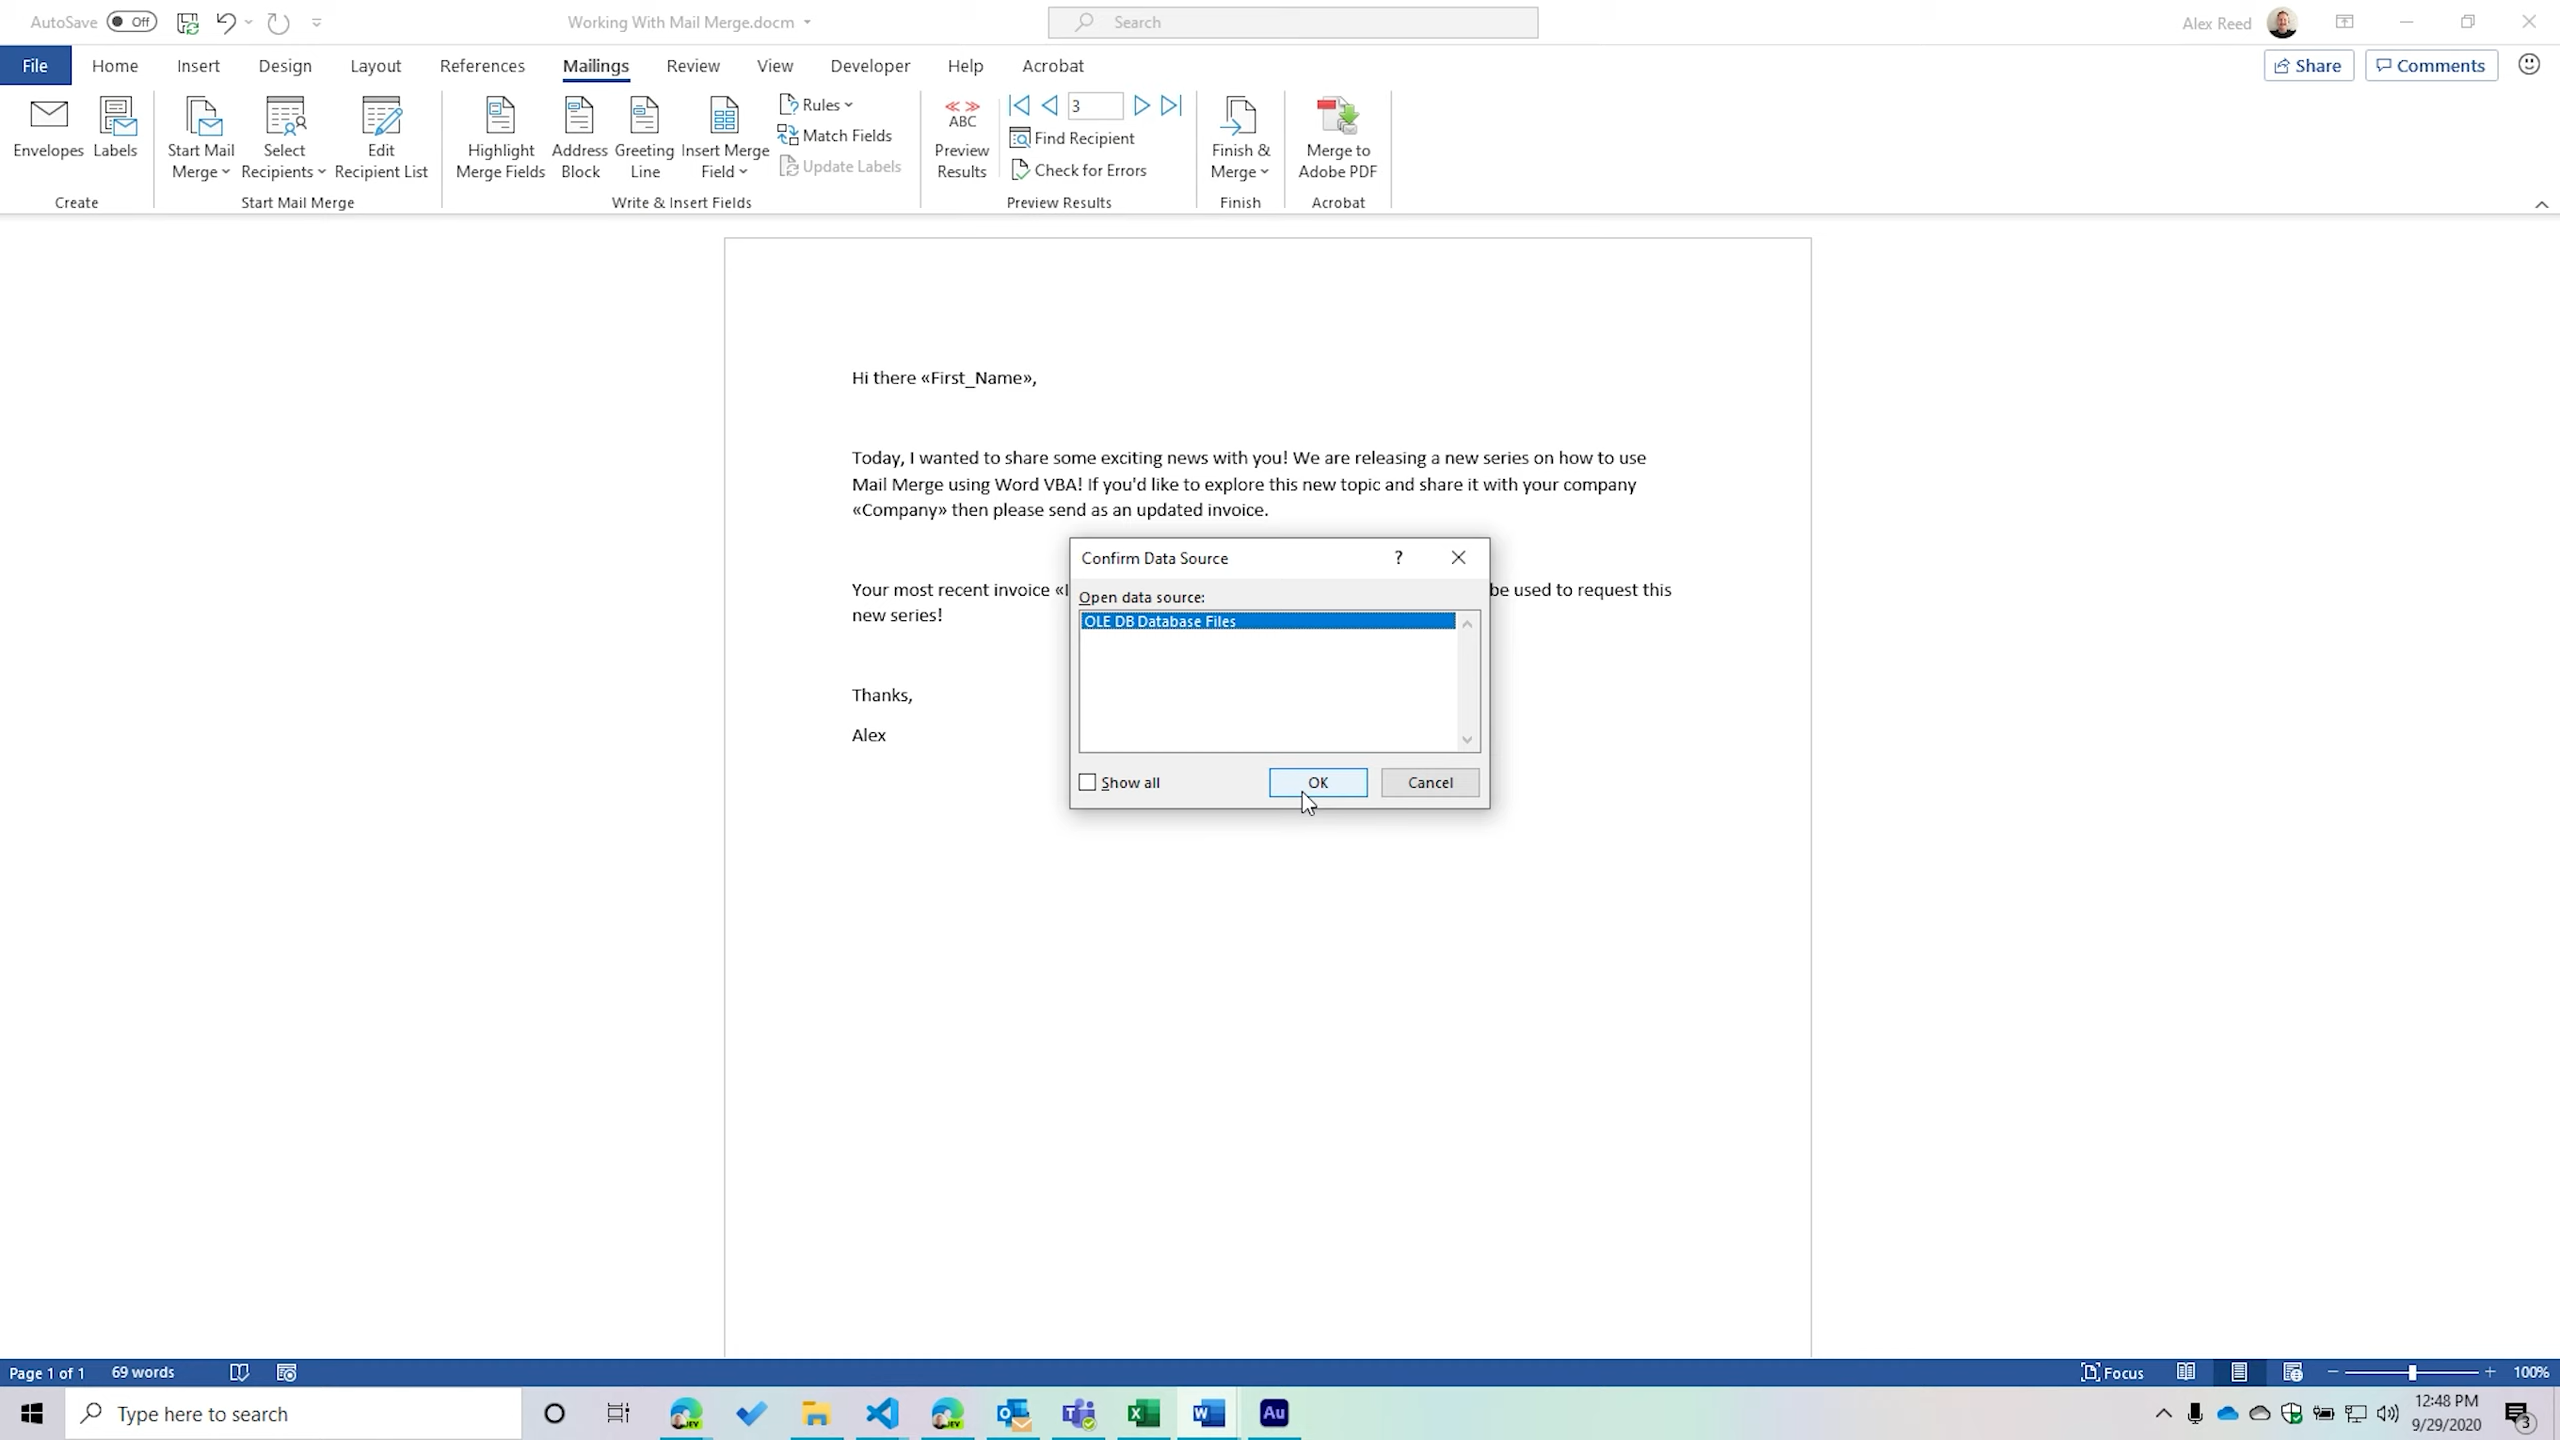 AutoSave Off
Working With Mail Merge.docm
Search
Alex Reed
File Home Insert Design Layout References Mailings Review View Developer Help Acrobat
Share Comments
Envelopes
Labels
Create
Start Mail
Merge
Select
Recipients
Edit
Recipient List
Start Mail Merge
Highlight
Merge Fields
Address
Block
Greeting
Line
Insert Merge
Field
Rules
Match Fields
Update Labels
Write & Insert Fields
ABC
Preview
Results
3
Find Recipient
Check for Errors
Preview Results
Finish &
Merge
Finish
Merge to
Adobe PDF
Acrobat
Hi there «First_Name»,
Today, I wanted to share some exciting news with you! We are releasing a new series on how to use
Mail Merge using Word VBA! If you'd like to explore this new topic and share it with your company
«Company» then please send as an updated invoice.
Your most recent invoice «I be used to request this
new series!
Thanks,
Alex
Confirm Data Source ?
Open data source:
OLE DB Database Files
Show all OK Cancel
Page 1 of 1 69 words
Focus
100%
Type here to search
Au
12:48 PM
9/29/2020
3